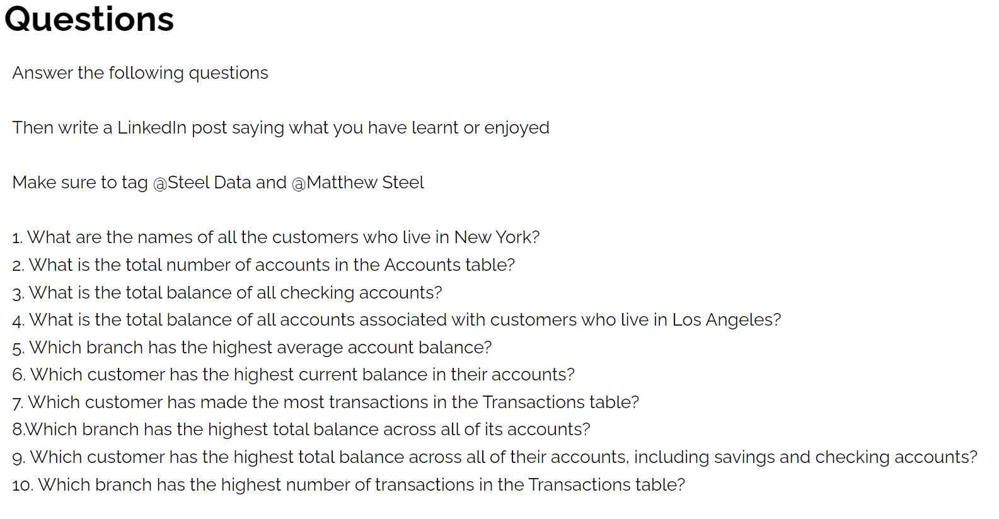 Questions
Answer the following questions
Then write a LinkedIn post saying what you have learnt or enjoyed
Make sure to tag @Steel Data and @Matthew Steel
1. What are the names of all the customers who live in New York?
2. What is the total number of accounts in the Accounts table?
3. What is the total balance of all checking accounts?
4. What is the total balance of all accounts associated with customers who live in Los Angeles?
5. Which branch has the highest average account balance?
6. Which customer has the highest current balance in their accounts?
7. Which customer has made the most transactions in the Transactions table?
8.Which branch has the highest total balance across all of its accounts?
9. Which customer has the highest total balance across all of their accounts, including savings and checking accounts?
10. Which branch has the highest number of transactions in the Transactions table?